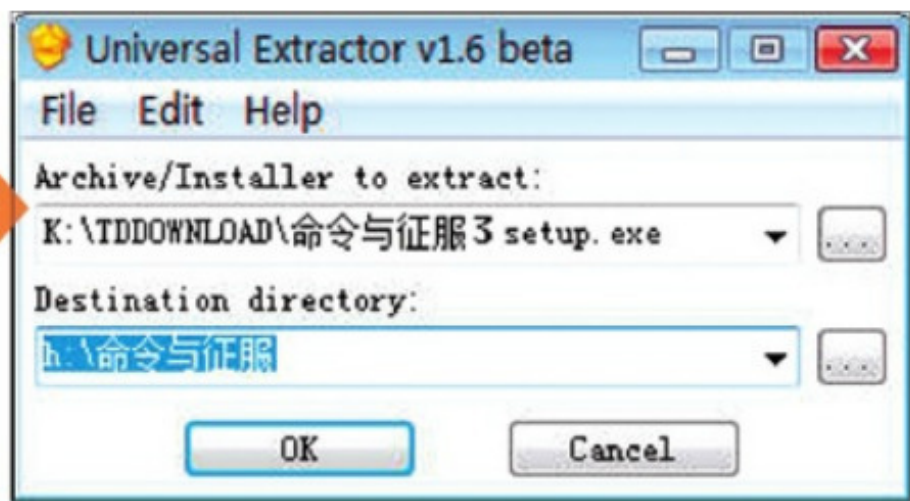 Universal Extractor v1.6 beta
File Edit Help
Archive/Installer to extract:
K:\TDDOWNLOAD\命令与征服3 setup.exe
...
Destination directory:
h:\命令与征服
...
OK Cancel